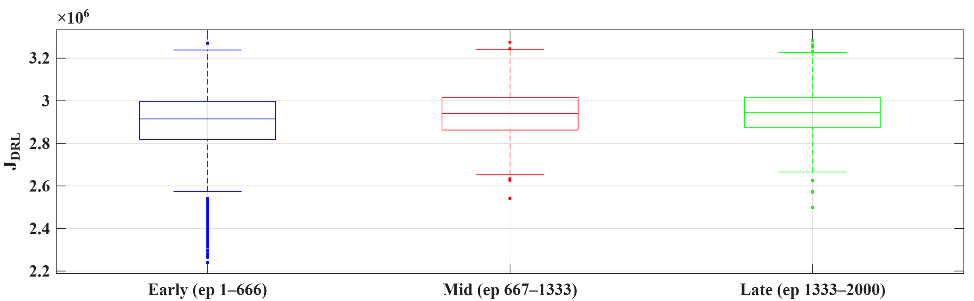 ×10⁶
3,2
3
2,8
2,6
2,4
2,2
J_DRL
Early (ep 1–666)
Mid (ep 667–1333)
Late (ep 1333–2000)